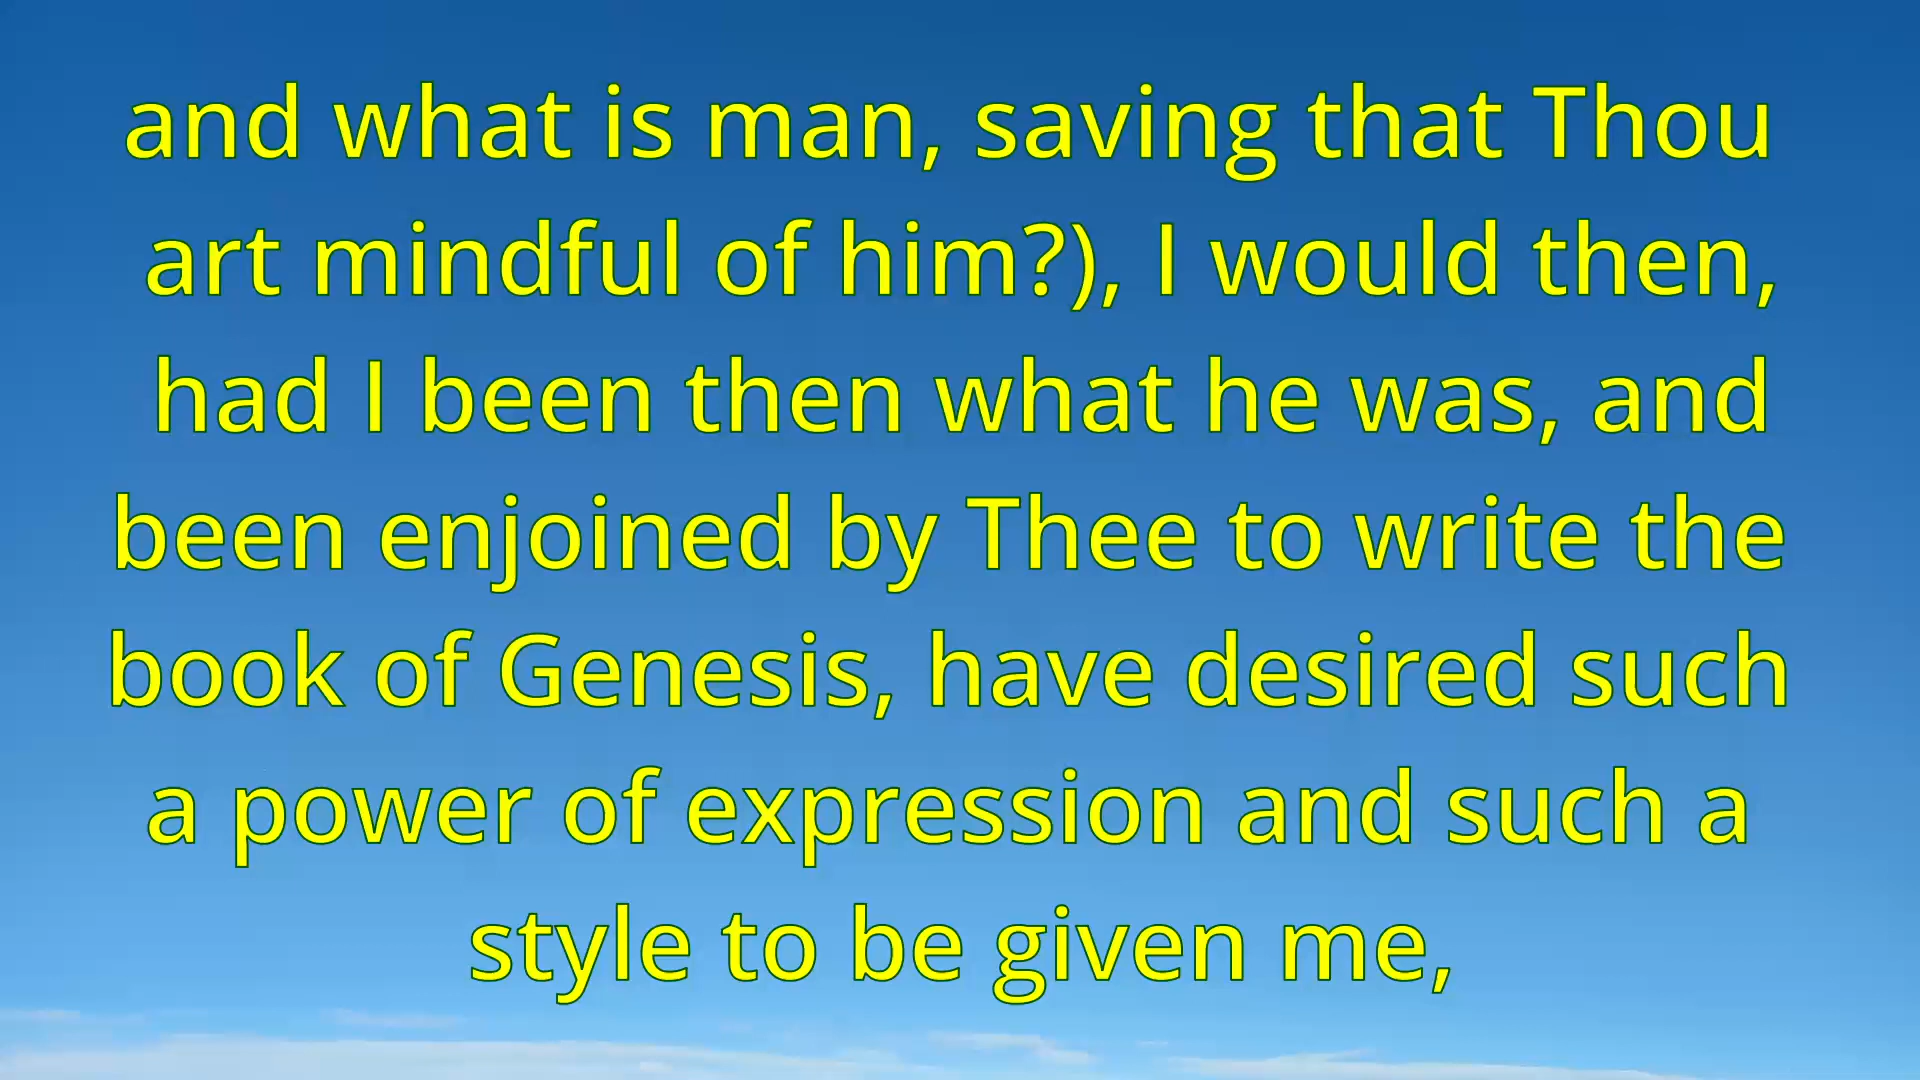 and what is man, saving that Thou
art mindful of him?), I would then,
had I been then what he was, and
been enjoined by Thee to write the
book of Genesis, have desired such
a power of expression and such a
style to be given me,